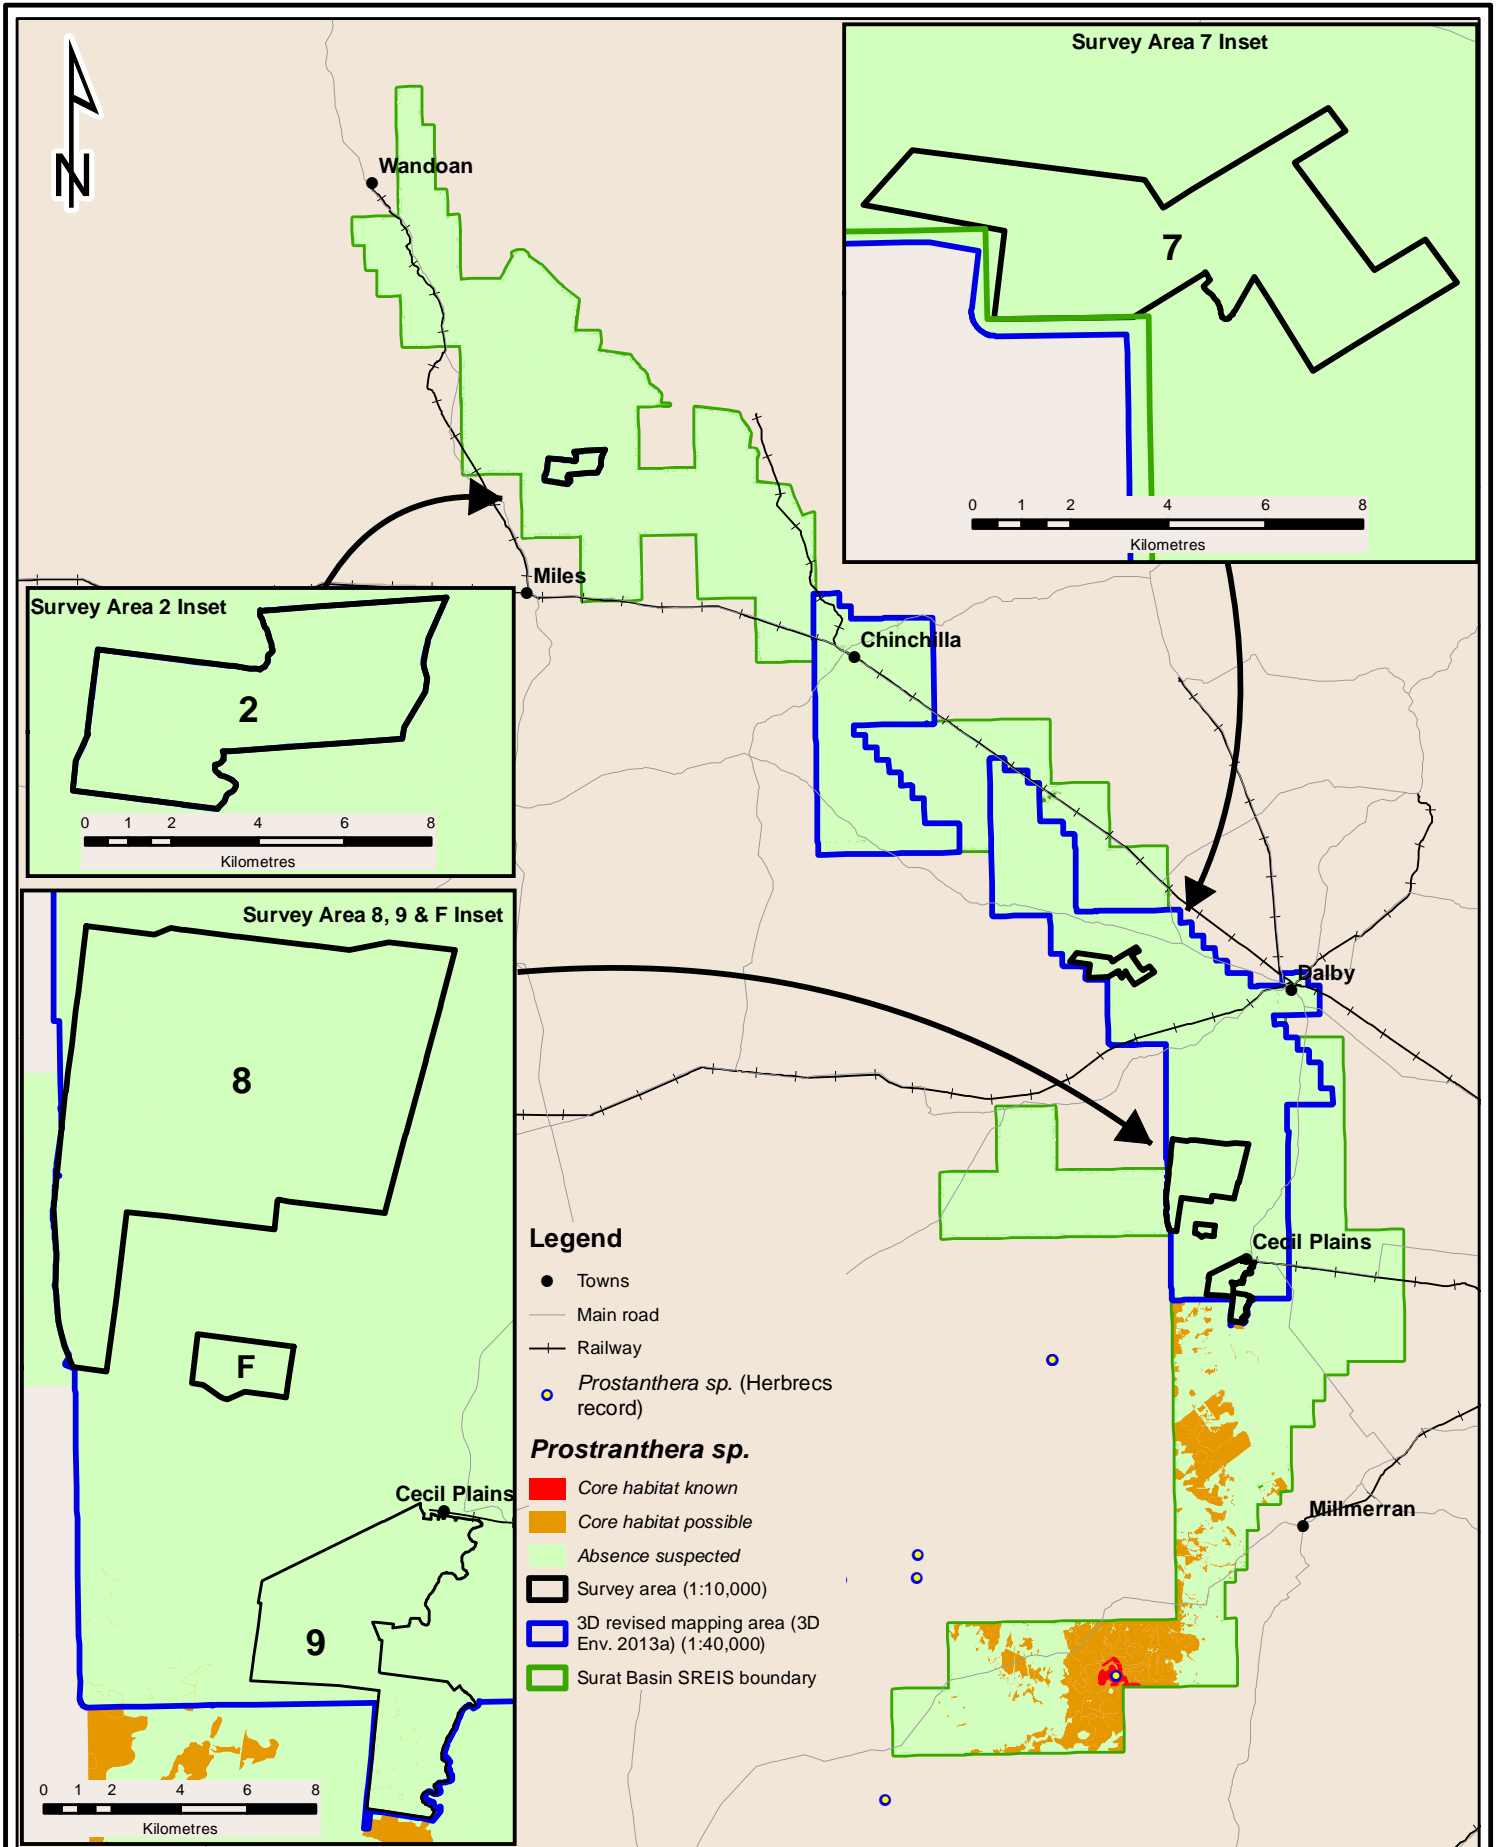 N
Survey Area 7 Inset
7
0 1 2 4 6 8
Kilometres
Wandoan
Miles
Chinchilla
Survey Area 2 Inset
2
0 1 2 4 6 8
Kilometres
Survey Area 8, 9 & F Inset
8
F
Cecil Plains
9
0 1 2 4 6 8
Kilometres
Dalby
Cecil Plains
Millmerran
Legend
Towns
Main road
Railway
Prostanthera sp. (Herbrecs
record)
Prostranthera sp.
Core habitat known
Core habitat possible
Absence suspected
Survey area (1:10,000)
3D revised mapping area (3D
Env. 2013a) (1:40,000)
Surat Basin SREIS boundary